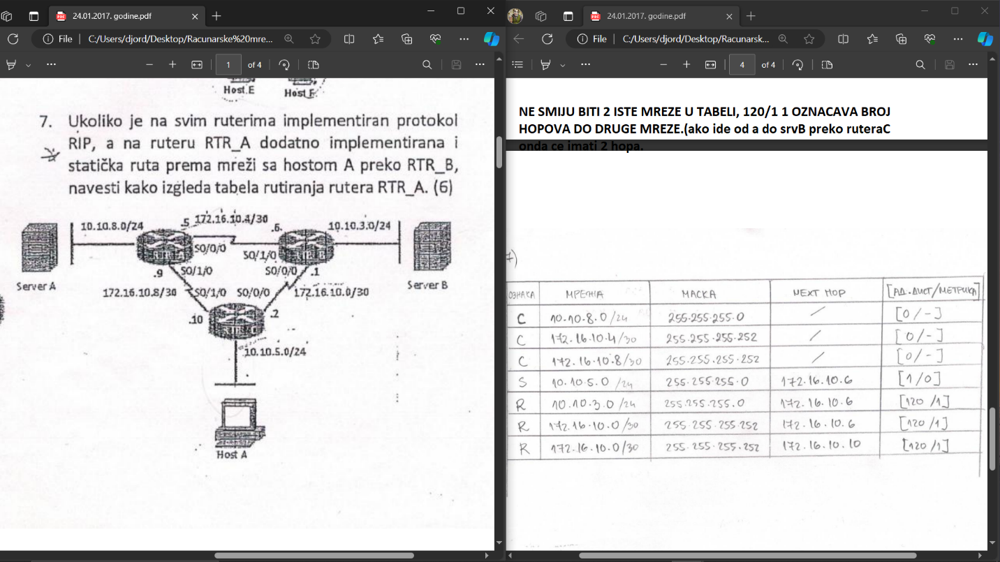 24.01.2017. godine.pdf
File
C:/Users/djord/Desktop/Racunarske%20mre...
1 of 4
Host E
Host F
7. Ukoliko je na svim ruterima implementiran protokol
RIP, a na ruteru RTR_A dodatno implementirana i
statička ruta prema mreži sa hostom A preko RTR_B,
navesti kako izgleda tabela rutiranja rutera RTR_A. (6)
10.10.8.0/24
.5
172.16.10.4/30
.6
10.10.3.0/24
S0/0/0
S0/1/0
.9
S0/1/0
S0/0/0
.1
Server A
Server B
172.16.10.8/30
S0/1/0
S0/0/0
172.16.10.0/30
.10
.2
10.10.5.0/24
Host A
24.01.2017. godine.pdf
File
C:/Users/djord/Desktop/Racunarsk...
4 of 4
NE SMIJU BITI 2 ISTE MREZE U TABELI, 120/1 1 OZNACAVA BROJ
HOPOVA DO DRUGE MREZE.(ako ide od a do srvB preko ruteraC
onda ce imati 2 hopa.
7)
ОЗНАКА МРЕЖА МАСКА NEXT HOP [АД.ДИСТ/МЕТРИКА]
C 10.10.8.0/24 255.255.255.0 / [0/-]
C 172.16.10.4/30 255.255.255.252 / [0/-]
C 172.16.10.8/30 255.255.255.252 / [0/-]
S 10.10.5.0/24 255.255.255.0 172.16.10.6 [1/0]
R 10.10.3.0/24 255.255.255.0 172.16.10.6 [120/1]
R 172.16.10.0/30 255.255.255.252 172.16.10.6 [120/1]
R 172.16.10.0/30 255.255.255.252 172.16.10.10 [120/1]